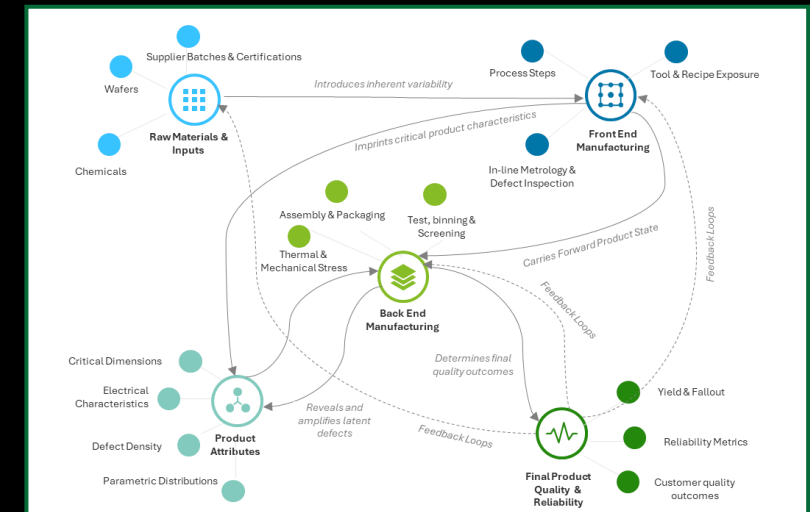 Supplier Batches & Certifications
Wafers
Chemicals
Raw Materials &
Inputs
Introduces inherent variability
Process Steps
Tool & Recipe Exposure
Front End
Manufacturing
In-line Metrology &
Defect Inspection
Imprints critical product characteristics
Assembly & Packaging
Test, binning &
Screening
Thermal &
Mechanical Stress
Carries Forward Product State
Feedback Loops
Back End
Manufacturing
Feedback Loops
Determines final
quality outcomes
Critical Dimensions
Electrical
Characteristics
Defect Density
Parametric Distributions
Product
Attributes
Reveals and
amplifies latent
defects
Feedback Loops
Yield & Fallout
Reliability Metrics
Customer quality
outcomes
Final Product
Quality &
Reliability